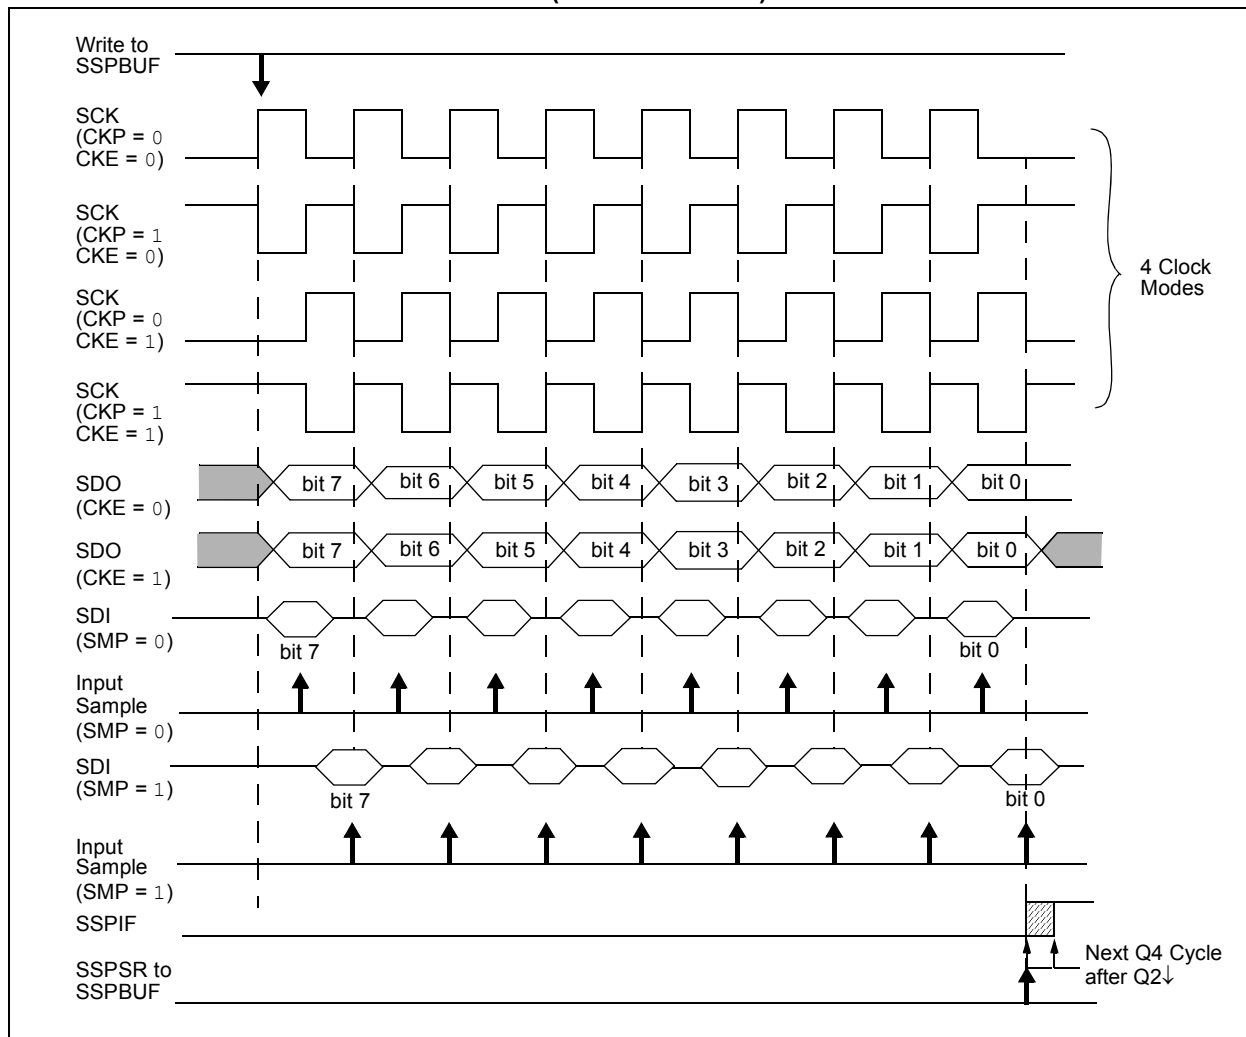 Write to
SSPBUF
SCK
(CKP = 0
CKE = 0)
SCK
(CKP = 1
CKE = 0)
4 Clock
Modes
SCK
(CKP = 0
CKE = 1)
SCK
(CKP = 1
CKE = 1)
SDO
(CKE = 0)
bit 7 bit 6 bit 5 bit 4 bit 3 bit 2 bit 1 bit 0
SDO
(CKE = 1)
bit 7 bit 6 bit 5 bit 4 bit 3 bit 2 bit 1 bit 0
SDI
(SMP = 0)
bit 7 bit 0
Input
Sample
(SMP = 0)
SDI
(SMP = 1)
bit 7 bit 0
Input
Sample
(SMP = 1)
SSPIF
Next Q4 Cycle
after Q2↓
SSPSR to
SSPBUF